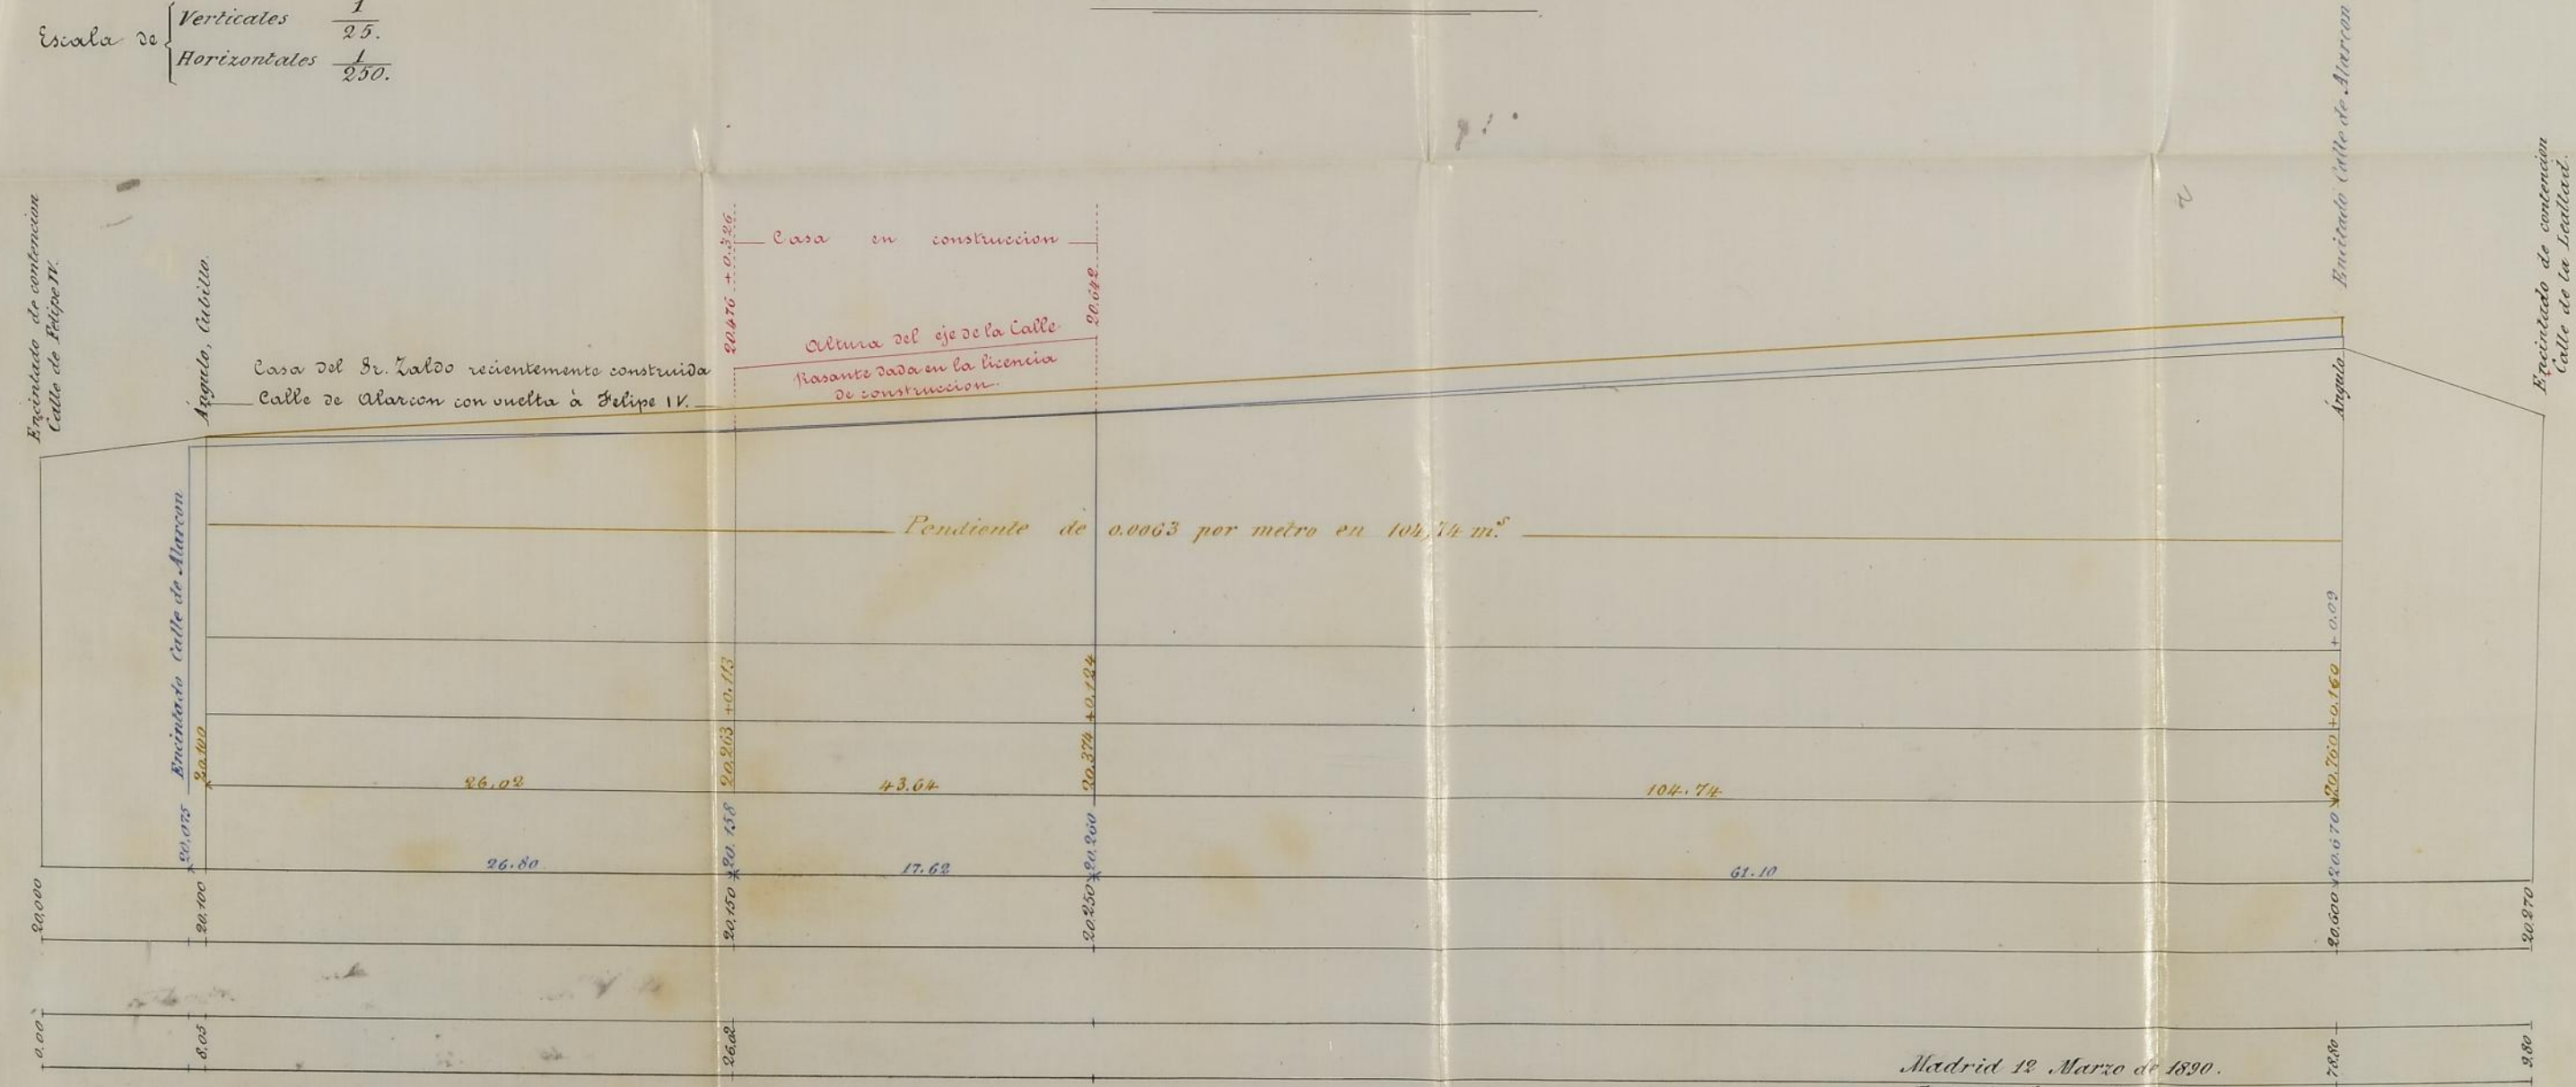 Escala de
Verticales 1/25.
Horizontales 1/250.
Encintado de contencion
Calle de Felipe IV.
Ángulo, Cubillo.
Casa del Sr. Zaldo recientemente construida
Calle de Alarcon con vuelta à Felipe IV.
20.476 + 0.326
Casa en construccion
20.642
Altura del eje de la Calle
Rasante dada en la licencia
de construccion.
Encitado Calle de Alarcon
Ángulo.
Encintado de contencion
Calle de la Lealtad.
Pendiente de 0.0063 por metro en 104,74 mˢ
Encintado Calle de Alarcon
20.100
26.02
20.263 +0.113
43.64
20.374 +0.124
104.74
20.760 +0.160 +0.09
20.075
26.80
20.158
17.62
20.260
61.10
20.670
20,000
20.100
20.150
20.250
20.600
20.270
0.00
8.05
26.02
78.80
9.80
Madrid 12 Marzo de 1890.